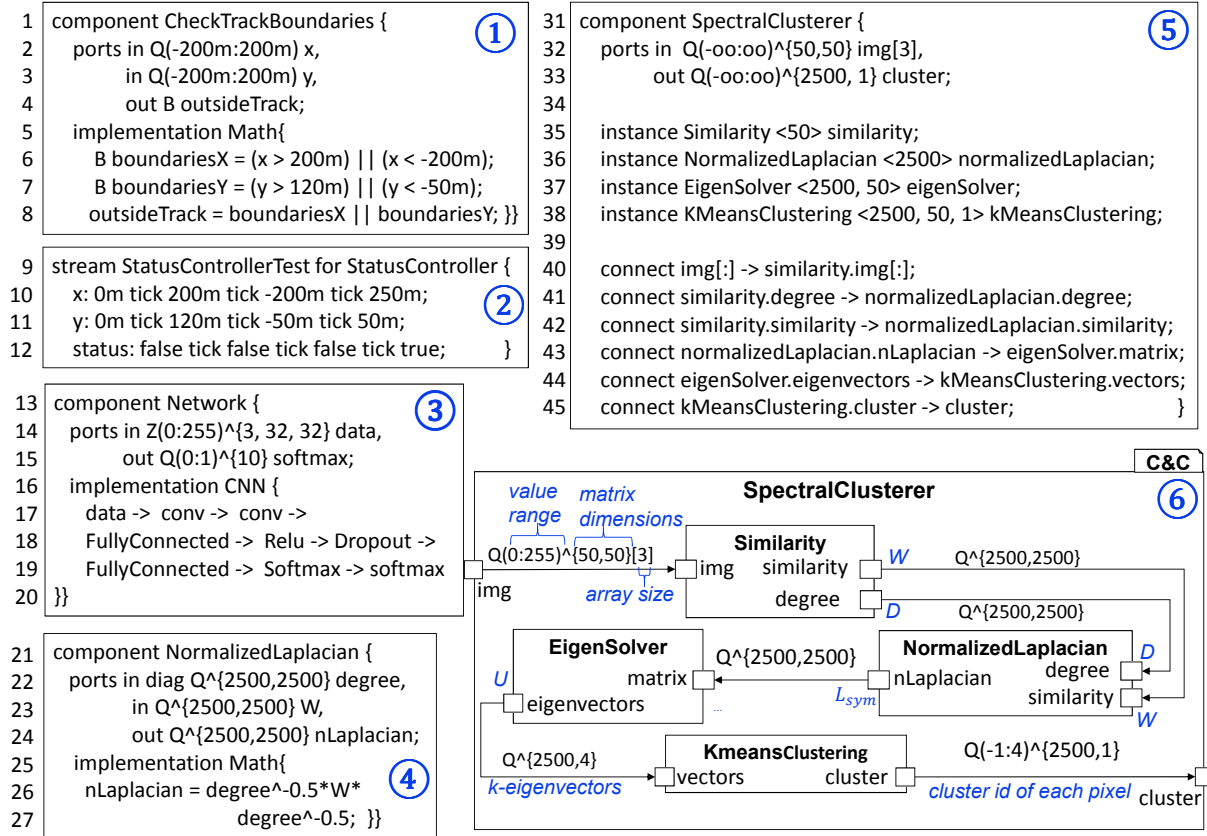 1 component CheckTrackBoundaries {
2 ports in Q(-200m:200m) x,
3 in Q(-200m:200m) y,
4 out B outsideTrack;
5 implementation Math{
6 B boundariesX = (x > 200m) || (x < -200m);
7 B boundariesY = (y > 120m) || (y < -50m);
8 outsideTrack = boundariesX || boundariesY; }}
①
9 stream StatusControllerTest for StatusController {
10 x: 0m tick 200m tick -200m tick 250m;
11 y: 0m tick 120m tick -50m tick 50m;
12 status: false tick false tick false tick true; }
②
13 component Network {
14 ports in Z(0:255)^{3, 32, 32} data,
15 out Q(0:1)^{10} softmax;
16 implementation CNN {
17 data -> conv -> conv ->
18 FullyConnected -> Relu -> Dropout ->
19 FullyConnected -> Softmax -> softmax
20 }}
③
21 component NormalizedLaplacian {
22 ports in diag Q^{2500,2500} degree,
23 in Q^{2500,2500} W,
24 out Q^{2500,2500} nLaplacian;
25 implementation Math{
26 nLaplacian = degree^-0.5*W*
27 degree^-0.5; }}
④
31 component SpectralClusterer {
32 ports in Q(-oo:oo)^{50,50} img[3],
33 out Q(-oo:oo)^{2500, 1} cluster;
34
35 instance Similarity <50> similarity;
36 instance NormalizedLaplacian <2500> normalizedLaplacian;
37 instance EigenSolver <2500, 50> eigenSolver;
38 instance KMeansClustering <2500, 50, 1> kMeansClustering;
39
40 connect img[:] -> similarity.img[:];
41 connect similarity.degree -> normalizedLaplacian.degree;
42 connect similarity.similarity -> normalizedLaplacian.similarity;
43 connect normalizedLaplacian.nLaplacian -> eigenSolver.matrix;
44 connect eigenSolver.eigenvectors -> kMeansClustering.vectors;
45 connect kMeansClustering.cluster -> cluster; }
⑤
C&C
⑥
SpectralClusterer
value range
matrix dimensions
Q(0:255)^{50,50}[3]
array size
img
Similarity
img
similarity
degree
W
Q^{2500,2500}
D
Q^{2500,2500}
EigenSolver
matrix
U
eigenvectors
...
Q^{2500,2500}
NormalizedLaplacian
degree
nLaplacian
similarity
D
W
L_sym
Q^{2500,4}
k-eigenvectors
KmeansClustering
vectors
cluster
Q(-1:4)^{2500,1}
cluster id of each pixel
cluster